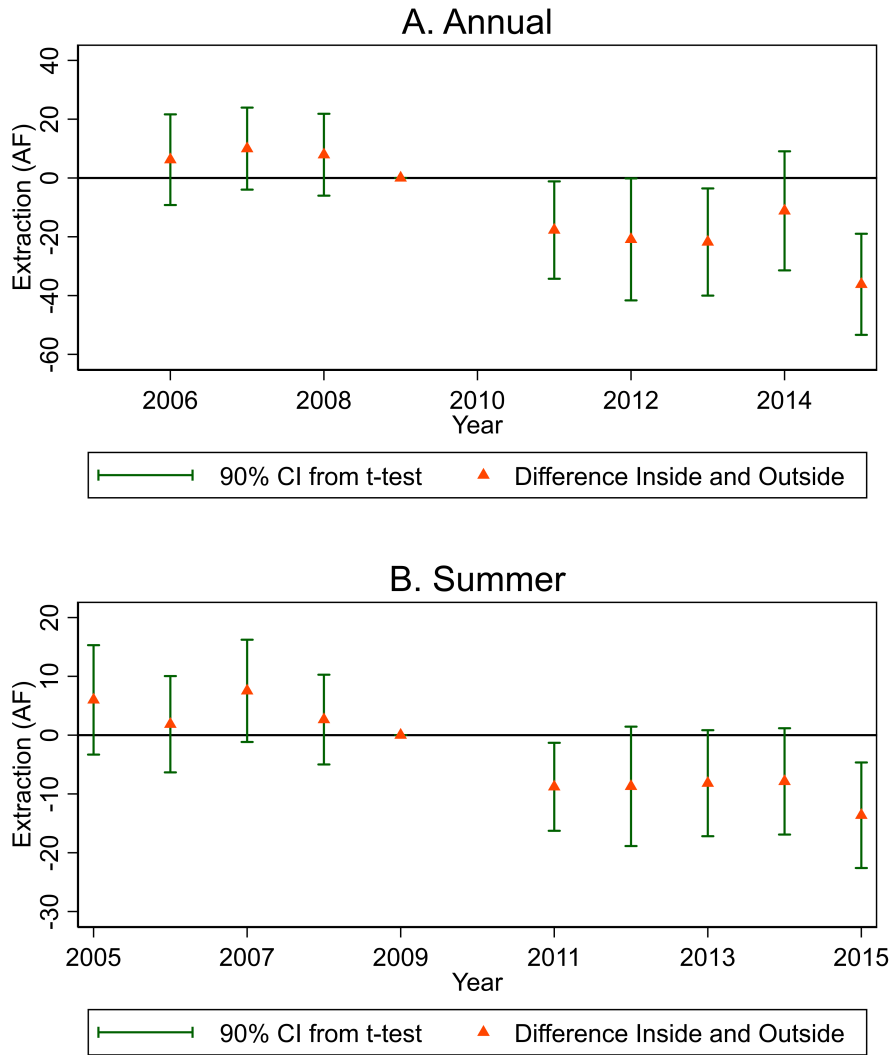 A. Annual
40
20
0
-20
-40
-60
Extraction (AF)
2006 2008 2010 2012 2014
Year
90% CI from t-test Difference Inside and Outside
B. Summer
20
10
0
-10
-20
-30
Extraction (AF)
2005 2007 2009 2011 2013 2015
Year
90% CI from t-test Difference Inside and Outside